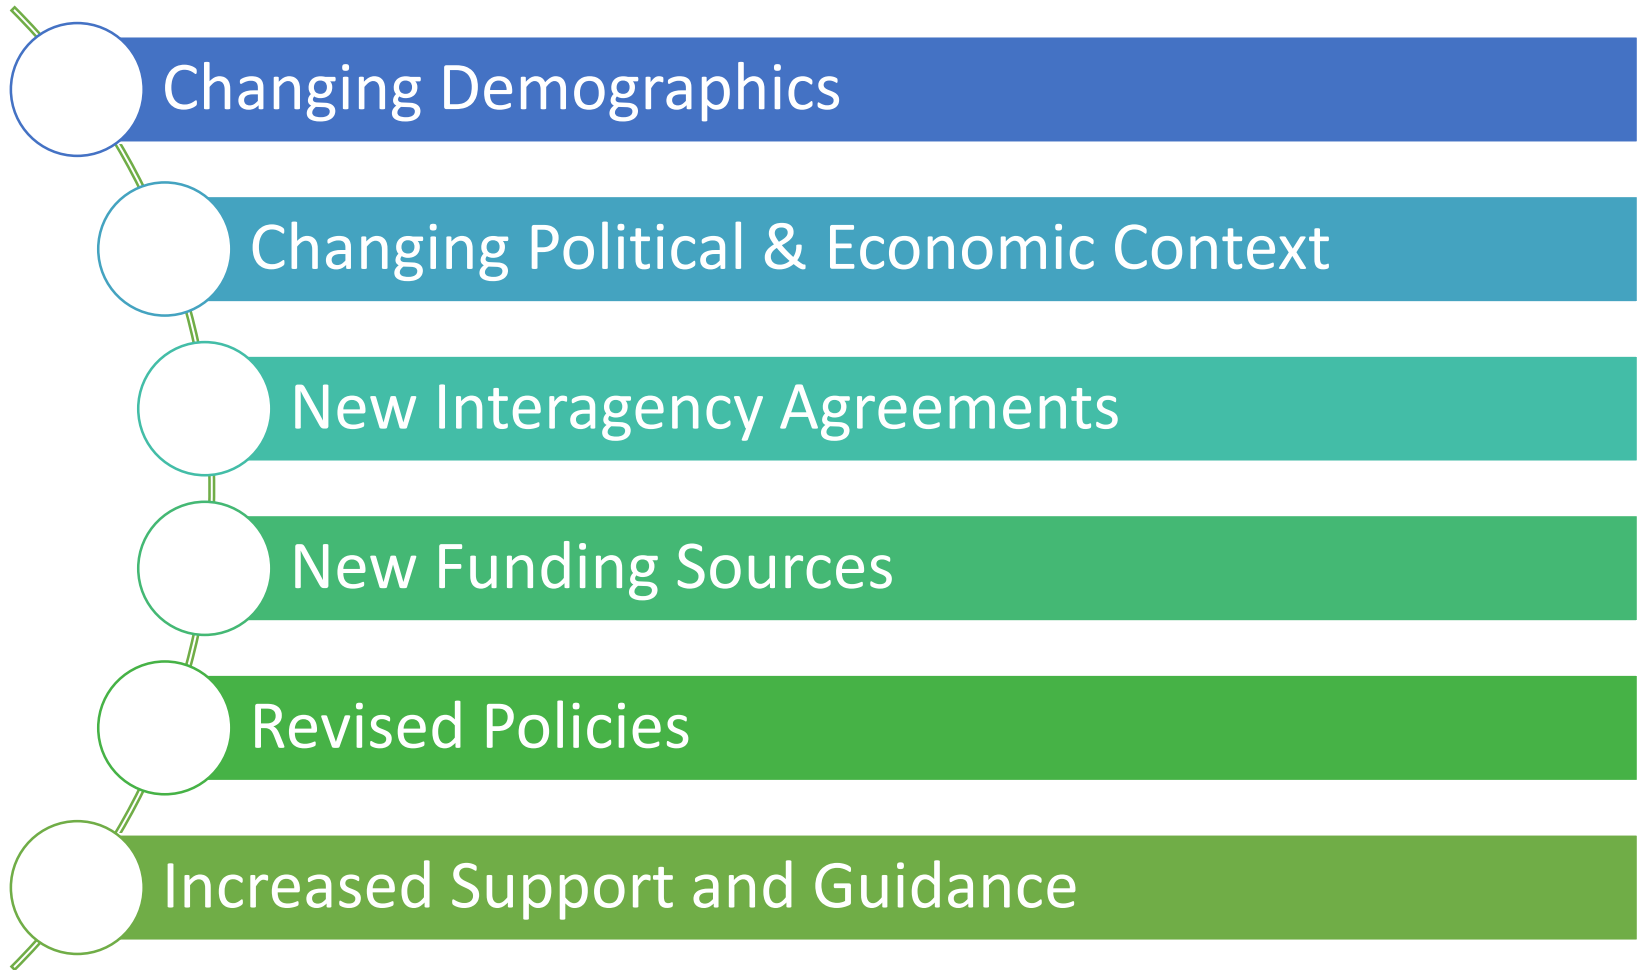 Changing Demographics
Changing Political & Economic Context
New Interagency Agreements
New Funding Sources
Revised Policies
Increased Support and Guidance